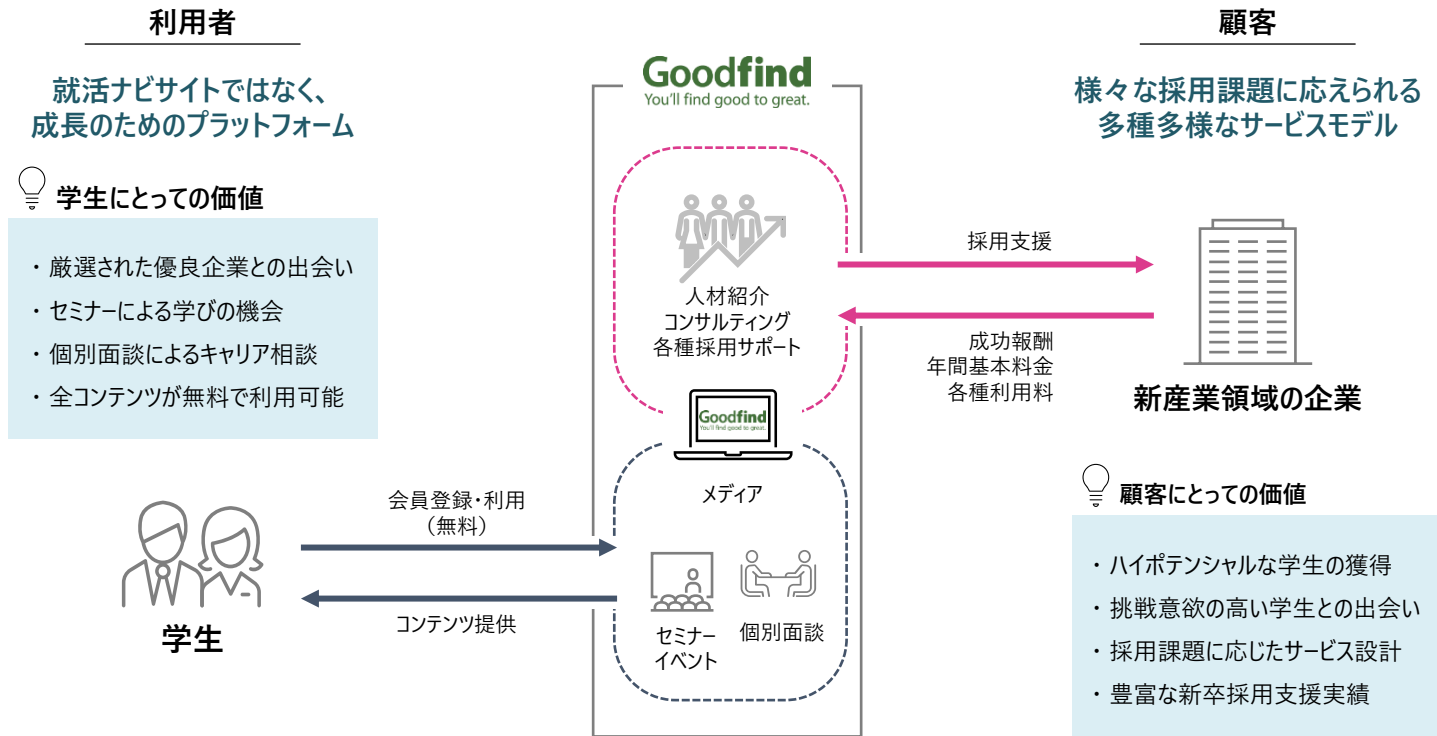 利用者
就活ナビサイトではなく、
成長のためのプラットフォーム
学生にとっての価値
・厳選された優良企業との出会い
・セミナーによる学びの機会
・個別面談によるキャリア相談
・全コンテンツが無料で利用可能
学生
会員登録・利用
（無料）
コンテンツ提供
Goodfind
You'll find good to great.
人材紹介
コンサルティング
各種採用サポート
Goodfind
You'll find good to great.
メディア
セミナー
イベント
個別面談
採用支援
成功報酬
年間基本料金
各種利用料
顧客
様々な採用課題に応えられる
多種多様なサービスモデル
新産業領域の企業
顧客にとっての価値
・ハイポテンシャルな学生の獲得
・挑戦意欲の高い学生との出会い
・採用課題に応じたサービス設計
・豊富な新卒採用支援実績